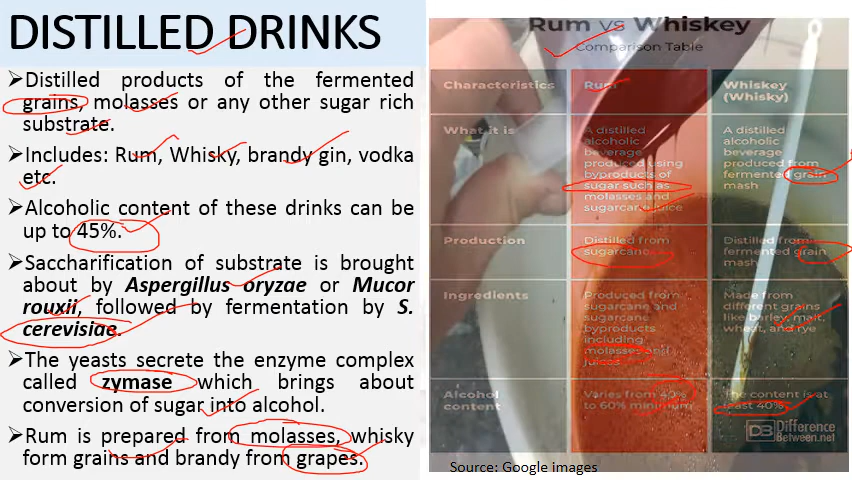 DISTILLED DRINKS
➢Distilled products of the fermented
grains, molasses or any other sugar rich
substrate.
➢Includes: Rum, Whisky, brandy gin, vodka
etc.
➢Alcoholic content of these drinks can be
up to 45%.
➢Saccharification of substrate is brought
about by Aspergillus oryzae or Mucor
rouxii, followed by fermentation by S.
cerevisiae.
➢The yeasts secrete the enzyme complex
called zymase which brings about
conversion of sugar into alcohol.
➢Rum is prepared from molasses, whisky
form grains and brandy from grapes.
Rum vs Whiskey
Comparison Table
Characteristics
Rum
Whiskey
(Whisky)
What it is
A distilled
alcoholic
beverage
produced using
byproducts of
sugar such as
molasses and
sugarcane juice
A distilled
alcoholic
beverage
produced from
fermented grain
mash
Production
Distilled from
sugarcane
Distilled from
fermented grain
mash
Ingredients
Produced from
sugarcane and
sugarcane
byproducts
including
molasses and
juices
Made from
different grains
like barley, malt,
wheat, and rye
Alcohol
content
Varies from 40%
to 60% minimum
The content is at
least 40%
DB Difference
Between.net
Source: Google images